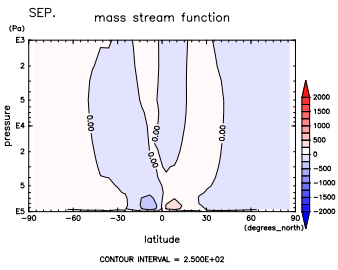 SEP.
mass stream function
(Pa)
E3
2
5
E4
2
5
E5
pressure
0.00
0.00
0.00
0.00
-90 -60 -30 0 30 60 90
(degrees_north)
latitude
2000
1500
1000
500
0
-500
-1000
-1500
-2000
CONTOUR INTERVAL = 2.500E+02